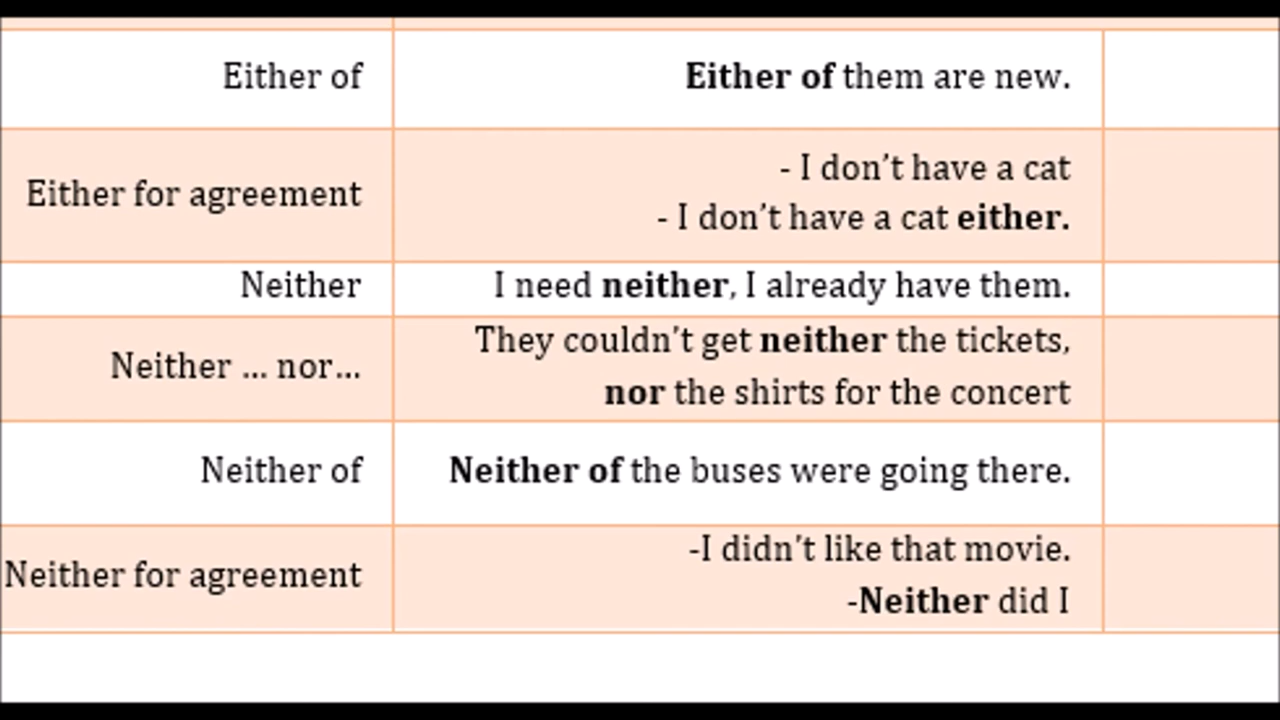 Either of
Either of them are new.
Either for agreement
- I don't have a cat
- I don't have a cat either.
Neither
I need neither, I already have them.
Neither ... nor...
They couldn't get neither the tickets,
nor the shirts for the concert
Neither of
Neither of the buses were going there.
Neither for agreement
-I didn't like that movie.
-Neither did I